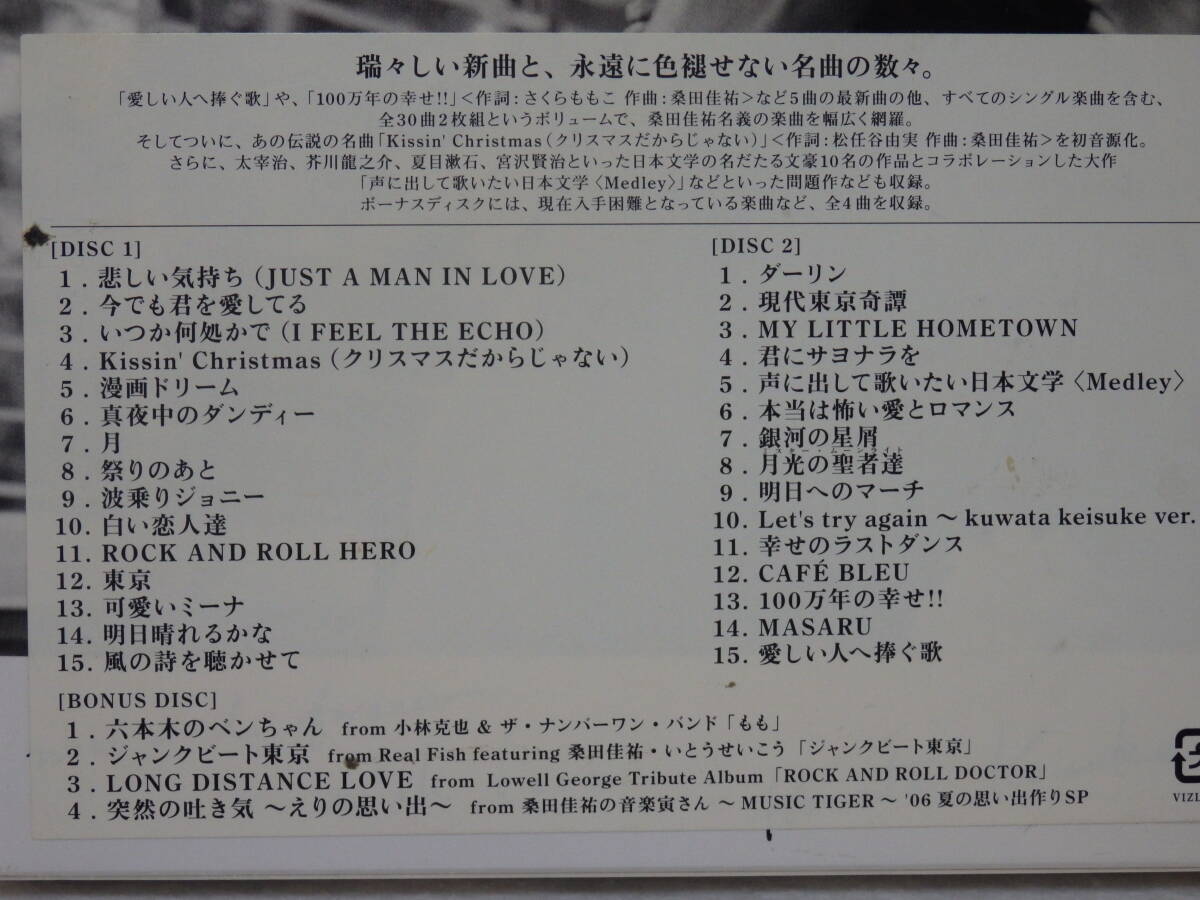 瑞々しい新曲と、永遠に色褪せない名曲の数々。
「愛しい人へ捧ぐ歌」や、「100万年の幸せ!!」<作詞:さくらももこ 作曲:桑田佳祐>など5曲の最新曲の他、すべてのシングル楽曲を含む、
全30曲2枚組というボリュームで、桑田佳祐名義の楽曲を幅広く網羅。
そしてついに、あの伝説の名曲「Kissin' Christmas(クリスマスだからじゃない)」<作詞:松任谷由実 作曲:桑田佳祐>を初音源化。
さらに、太宰治、芥川龍之介、夏目漱石、宮沢賢治といった日本文学の名だたる文豪10名の作品とコラボレーションした大作
「声に出して歌いたい日本文学〈Medley〉」などといった問題作なども収録。
ボーナスディスクには、現在入手困難となっている楽曲など、全4曲を収録。
[DISC 1]
1. 悲しい気持ち(JUST A MAN IN LOVE)
2. 今でも君を愛してる
3. いつか何処かで(I FEEL THE ECHO)
4. Kissin' Christmas(クリスマスだからじゃない)
5. 漫画ドリーム
6. 真夜中のダンディー
7. 月
8. 祭りのあと
9. 波乗りジョニー
10. 白い恋人達
11. ROCK AND ROLL HERO
12. 東京
13. 可愛いミーナ
14. 明日晴れるかな
15. 風の詩を聴かせて
[DISC 2]
1. ダーリン
2. 現代東京奇譚
3. MY LITTLE HOMETOWN
4. 君にサヨナラを
5. 声に出して歌いたい日本文学〈Medley〉
6. 本当は怖い愛とロマンス
7. 銀河の星屑
ミスター・ムーンライト
8. 月光の聖者達
9. 明日へのマーチ
10. Let's try again ～ kuwata keisuke ver.
11. 幸せのラストダンス
12. CAFÉ BLEU
13. 100万年の幸せ!!
14. MASARU
15. 愛しい人へ捧ぐ歌
[BONUS DISC]
1. 六本木のベンちゃん from 小林克也 & ザ・ナンバーワン・バンド「もも」
2. ジャンクビート東京 from Real Fish featuring 桑田佳祐・いとうせいこう「ジャンクビート東京」
3. LONG DISTANCE LOVE from Lowell George Tribute Album「ROCK AND ROLL DOCTOR」
4. 突然の吐き気 ～えりの思い出～ from 桑田佳祐の音楽寅さん ～ MUSIC TIGER ～ '06 夏の思い出作りSP
VIZL